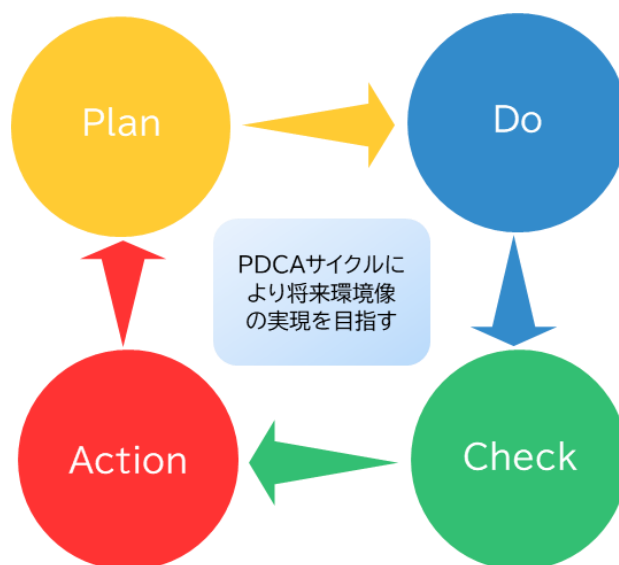 Plan
Do
PDCAサイクルに
より将来環境像
の実現を目指す
Action
Check